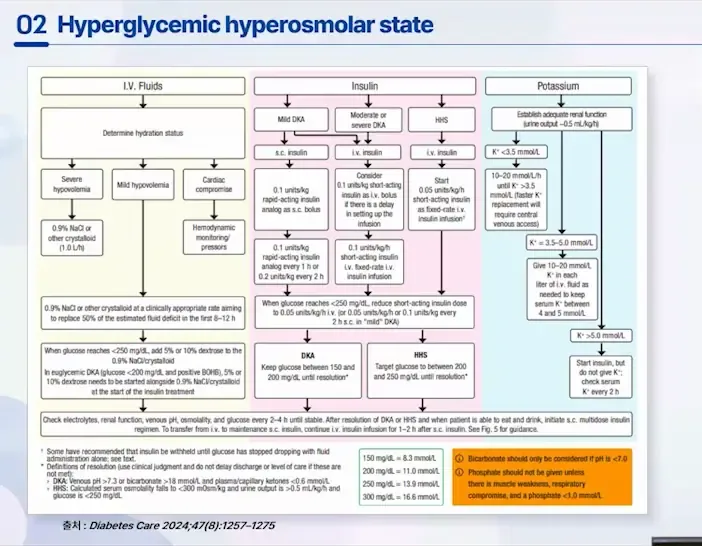 02 Hyperglycemic hyperosmolar state
I.V. Fluids
Determine hydration status
Severe
hypovolemia
Mild hypovolemia
Cardiac
compromise
0.9% NaCl or
other crystalloid
(1.0 L/h)
Hemodynamic
monitoring/
pressors
0.9% NaCl or other crystalloid at a clinically appropriate rate aiming
to replace 50% of the estimated fluid deficit in the first 8–12 h
When glucose reaches <250 mg/dL, add 5% or 10% dextrose to the
0.9% NaCl/crystalloid
In euglycemic DKA (glucose <200 mg/dL and positive BOHB), 5% or
10% dextrose needs to be started alongside 0.9% NaCl/crystalloid
at the start of the insulin treatment
Insulin
Mild DKA
Moderate or
severe DKA
HHS
s.c. insulin
i.v. insulin
i.v. insulin
0.1 units/kg
rapid-acting insulin
analog as s.c. bolus
Consider
0.1 units/kg short-acting
insulin as i.v. bolus
if there is a delay
in setting up the
infusion
Start
0.05 units/kg/h
short-acting insulin
as fixed-rate i.v.
insulin infusion†
0.1 units/kg
rapid-acting insulin
analog every 1 h or
0.2 units/kg every 2 h
0.1 units/kg/h
short-acting insulin
i.v. fixed-rate i.v.
insulin infusion
When glucose reaches <250 mg/dL, reduce short-acting insulin dose
to 0.05 units/kg/h i.v. (or 0.05 units/kg/h or 0.1 units/kg every
2 h s.c. in "mild" DKA)
DKA
Keep glucose between 150 and
200 mg/dL until resolution*
HHS
Target glucose to between 200
and 250 mg/dL until resolution*
Potassium
Establish adequate renal function
(urine output ~0.5 mL/kg/h)
K⁺ <3.5 mmol/L
10–20 mmol/L/h
until K⁺ >3.5
mmol/L (faster K⁺
replacement will
require central
venous access)
K⁺ = 3.5–5.0 mmol/L
Give 10–20 mmol/L
K⁺ in each
liter of i.v. fluid as
needed to keep
serum K⁺ between
4 and 5 mmol/L
K⁺ >5.0 mmol/L
Start insulin, but
do not give K⁺;
check serum
K⁺ every 2 h
Check electrolytes, renal function, venous pH, osmolality, and glucose every 2–4 h until stable. After resolution of DKA or HHS and when patient is able to eat and drink, initiate s.c. multidose insulin
regimen. To transfer from i.v. to maintenance s.c. insulin, continue i.v. insulin infusion for 1–2 h after s.c. insulin. See Fig. 5 for guidance.
† Some have recommended that insulin be withheld until glucose has stopped dropping with fluid
administration alone; see text.
* Definitions of resolution (use clinical judgment and do not delay discharge or level of care if these are
not met):
• DKA: Venous pH >7.3 or bicarbonate >18 mmol/L and plasma/capillary ketones <0.6 mmol/L
• HHS: Calculated serum osmolality falls to <300 mOsm/kg and urine output is >0.5 mL/kg/h and
glucose is <250 mg/dL
150 mg/dL = 8.3 mmol/L
200 mg/dL = 11.0 mmol/L
250 mg/dL = 13.9 mmol/L
300 mg/dL = 16.6 mmol/L
Bicarbonate should only be considered if pH <7.0
Phosphate should not be given unless
there is muscle weakness, respiratory
compromise, and a phosphate <1.0 mmol/L
출처 : Diabetes Care 2024;47(8):1257–1275